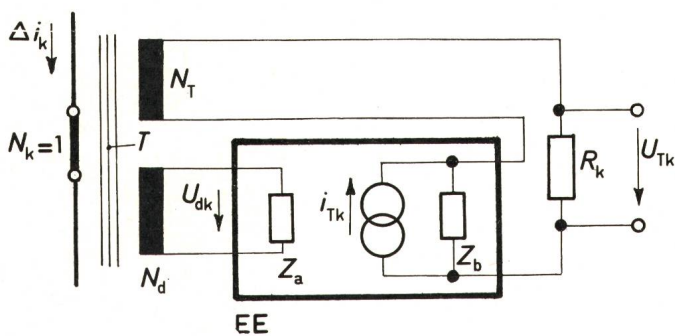 Δi_k
N_k=1
T
N_T
N_d
U_dk
Z_a
i_Tk
Z_b
R_k
U_Tk
EE